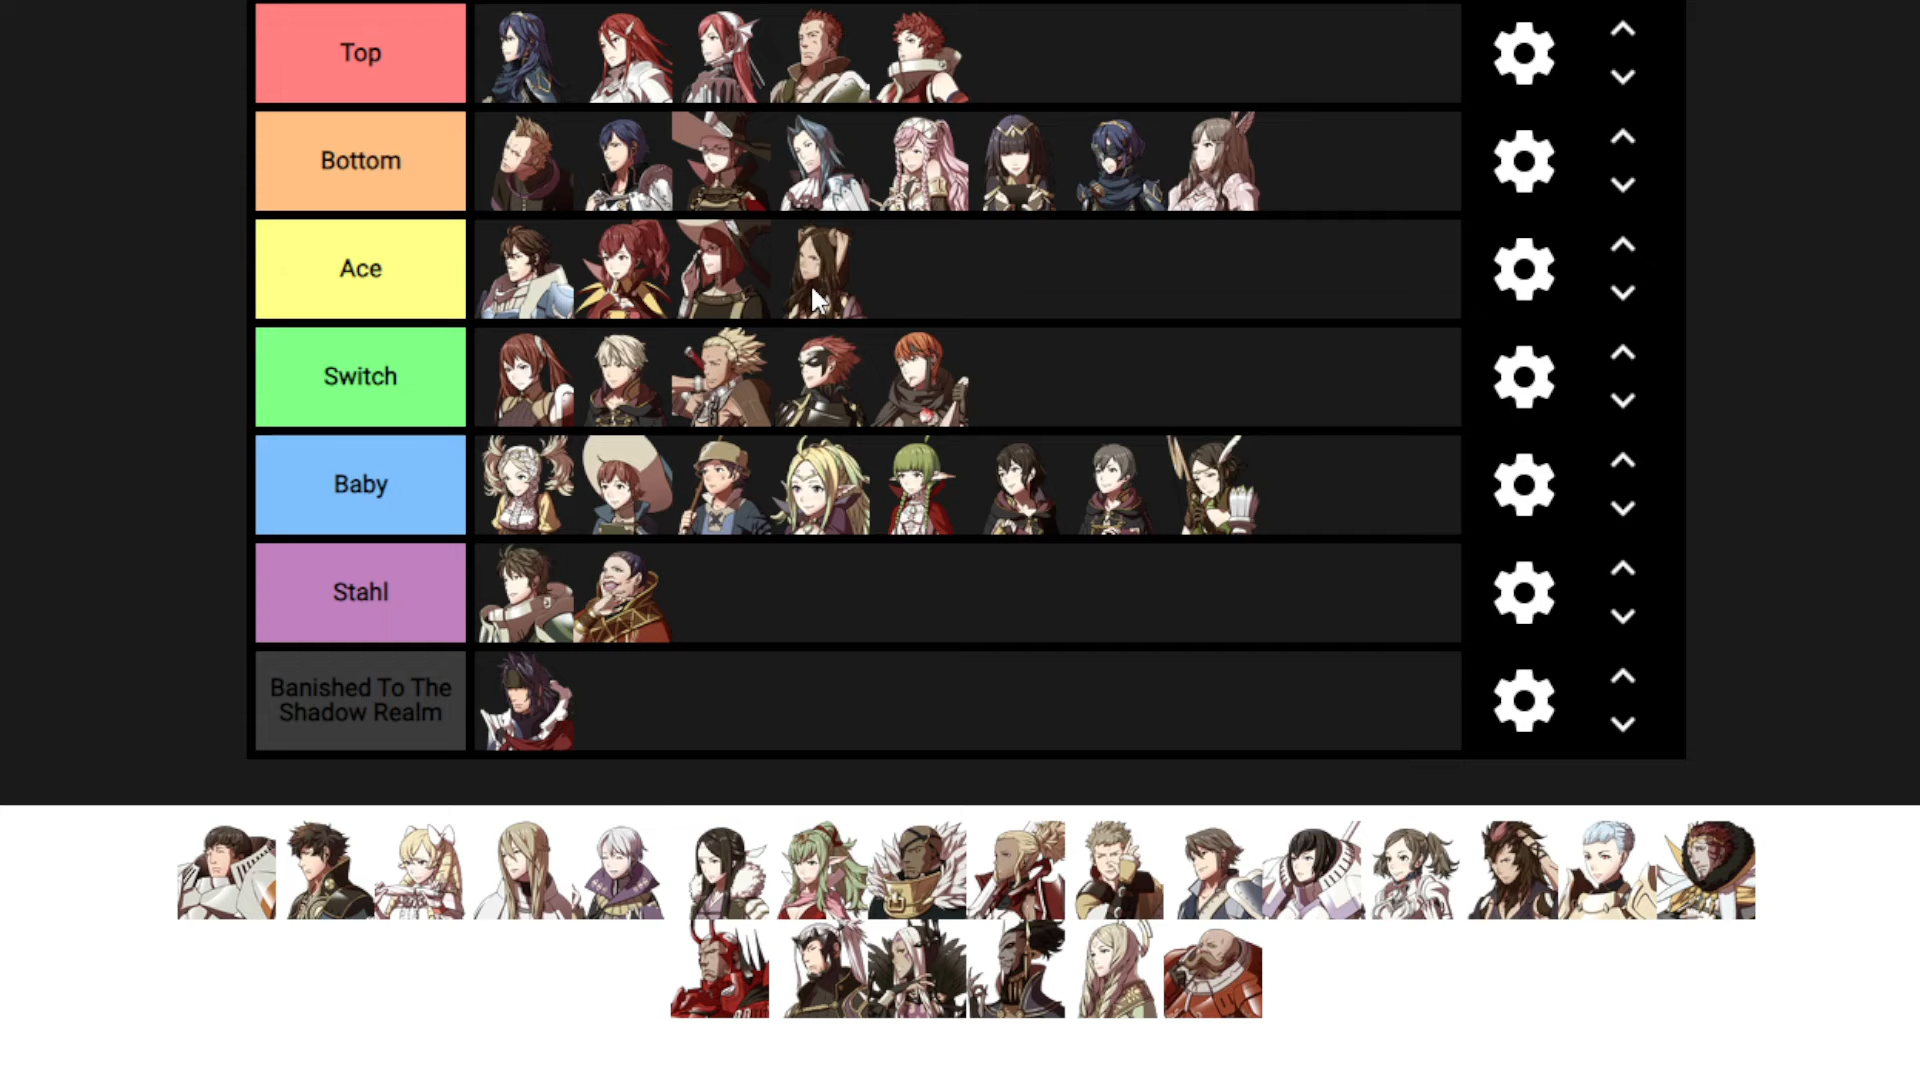 Top
Bottom
Ace
Switch
Baby
Stahl
Banished To The
Shadow Realm